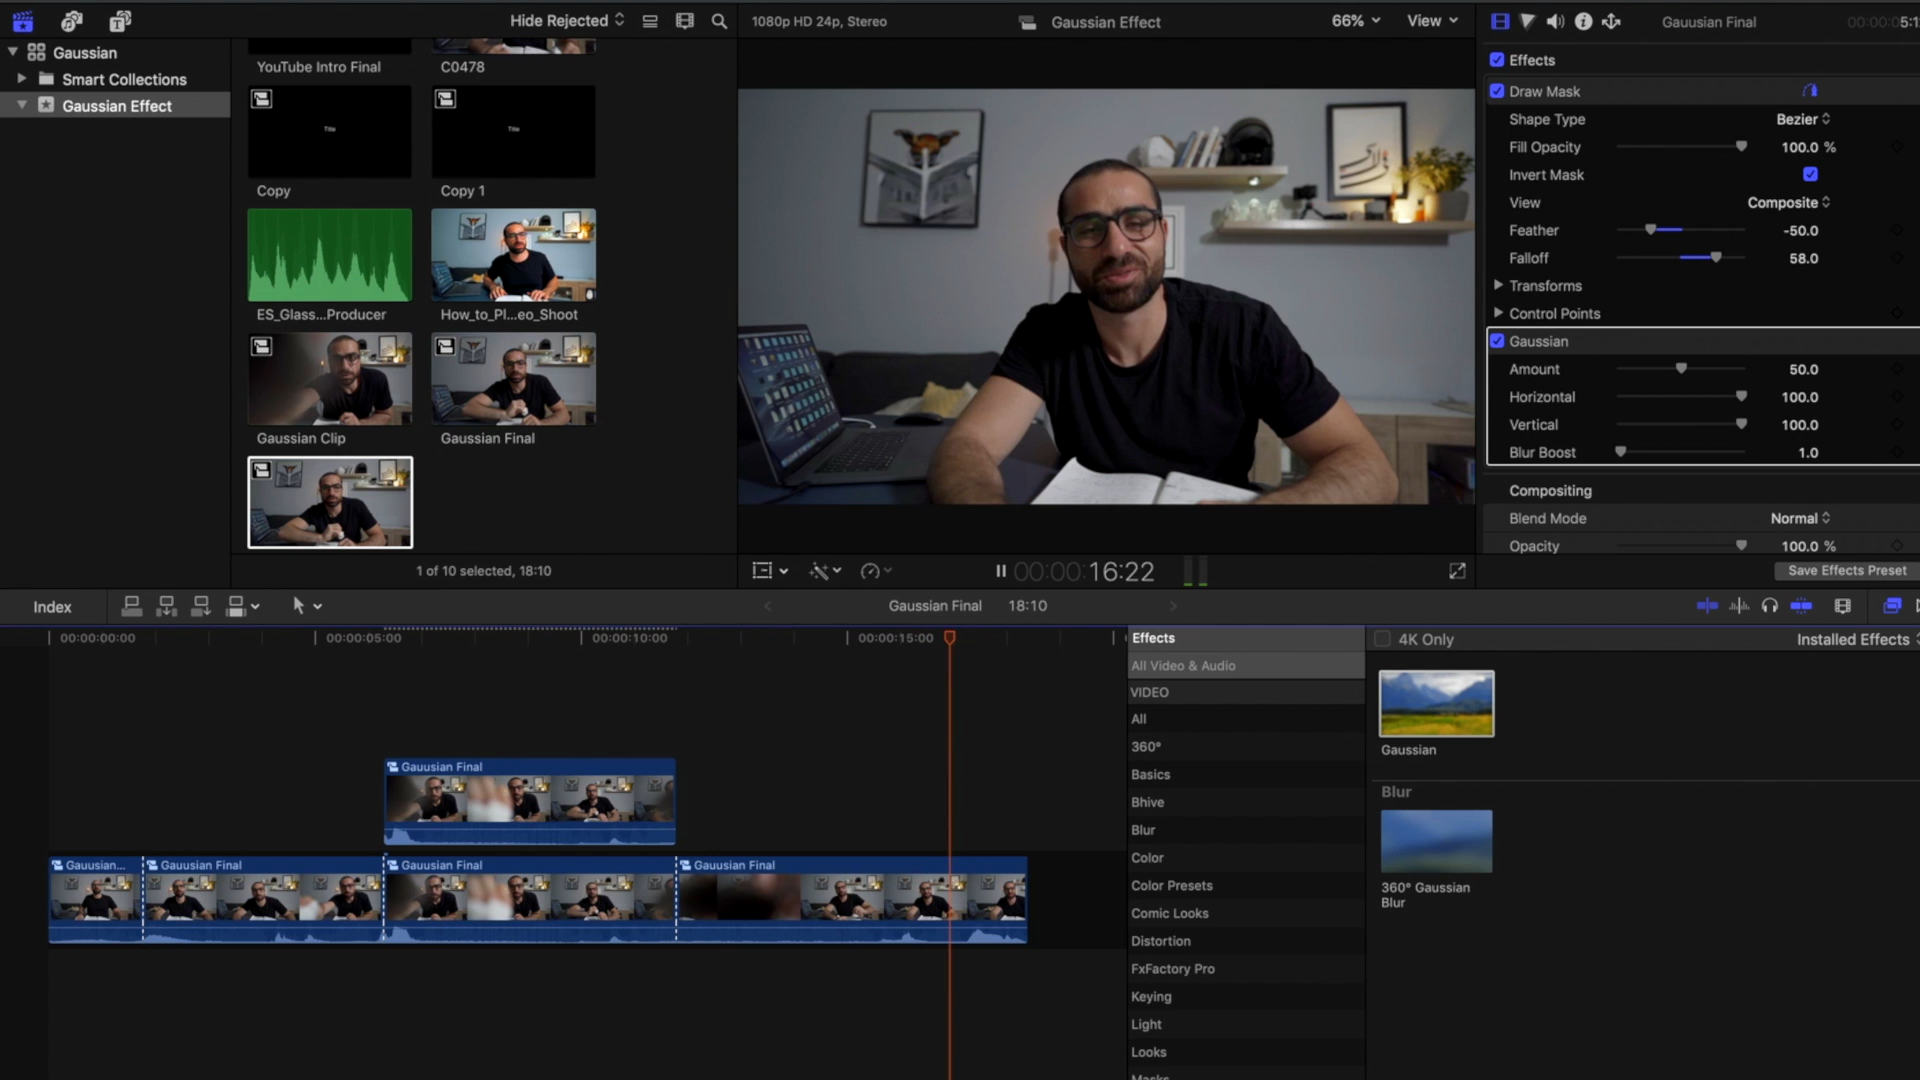 Hide Rejected
1080p HD 24p, Stereo
Gaussian Effect
66%
View
Gauusian Final
00:00:0
Gaussian
Smart Collections
Gaussian Effect
YouTube Intro Final
C0478
Title
Title
Copy
Copy 1
ES_Glass...Producer
How_to_Pl...eo_Shoot
Gaussian Clip
Gaussian Final
1 of 10 selected, 18:10
00:00:00:16:22
Effects
Draw Mask
Shape Type
Bezier
Fill Opacity
100.0 %
Invert Mask
View
Composite
Feather
-50.0
Falloff
58.0
Transforms
Control Points
Gaussian
Amount
50.0
Horizontal
100.0
Vertical
100.0
Blur Boost
1.0
Compositing
Blend Mode
Normal
Opacity
100.0 %
Save Effects Preset
Index
Gaussian Final
18:10
00:00:00:00
00:00:05:00
00:00:10:00
00:00:15:00
Gauusian Final
Gauusian...
Gauusian Final
Gauusian Final
Gauusian Final
Effects
All Video & Audio
VIDEO
All
360°
Basics
Bhive
Blur
Color
Color Presets
Comic Looks
Distortion
FxFactory Pro
Keying
Light
Looks
Masks
4K Only
Installed Effects
Gaussian
Blur
360° Gaussian
Blur